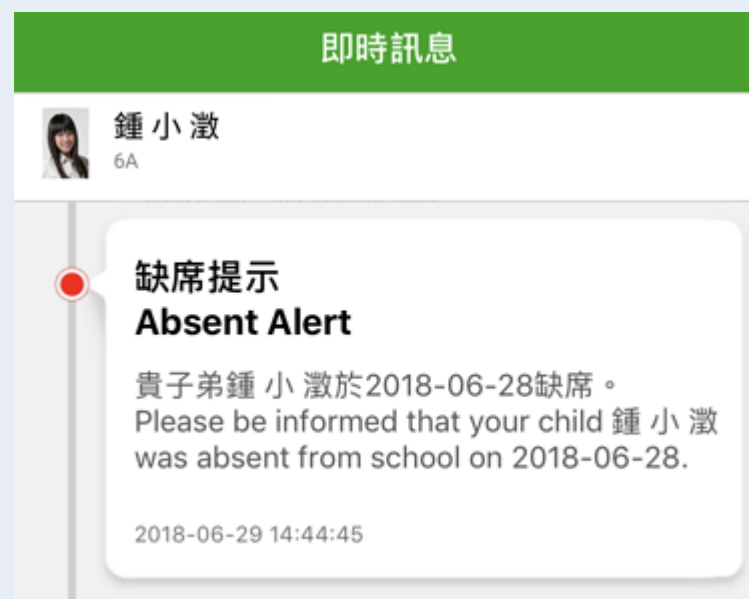 即時訊息
鍾 小 澂
6A
缺席提示
Absent Alert
貴子弟鍾 小 澂於2018-06-28缺席。
Please be informed that your child 鍾 小 澂
was absent from school on 2018-06-28.
2018-06-29 14:44:45